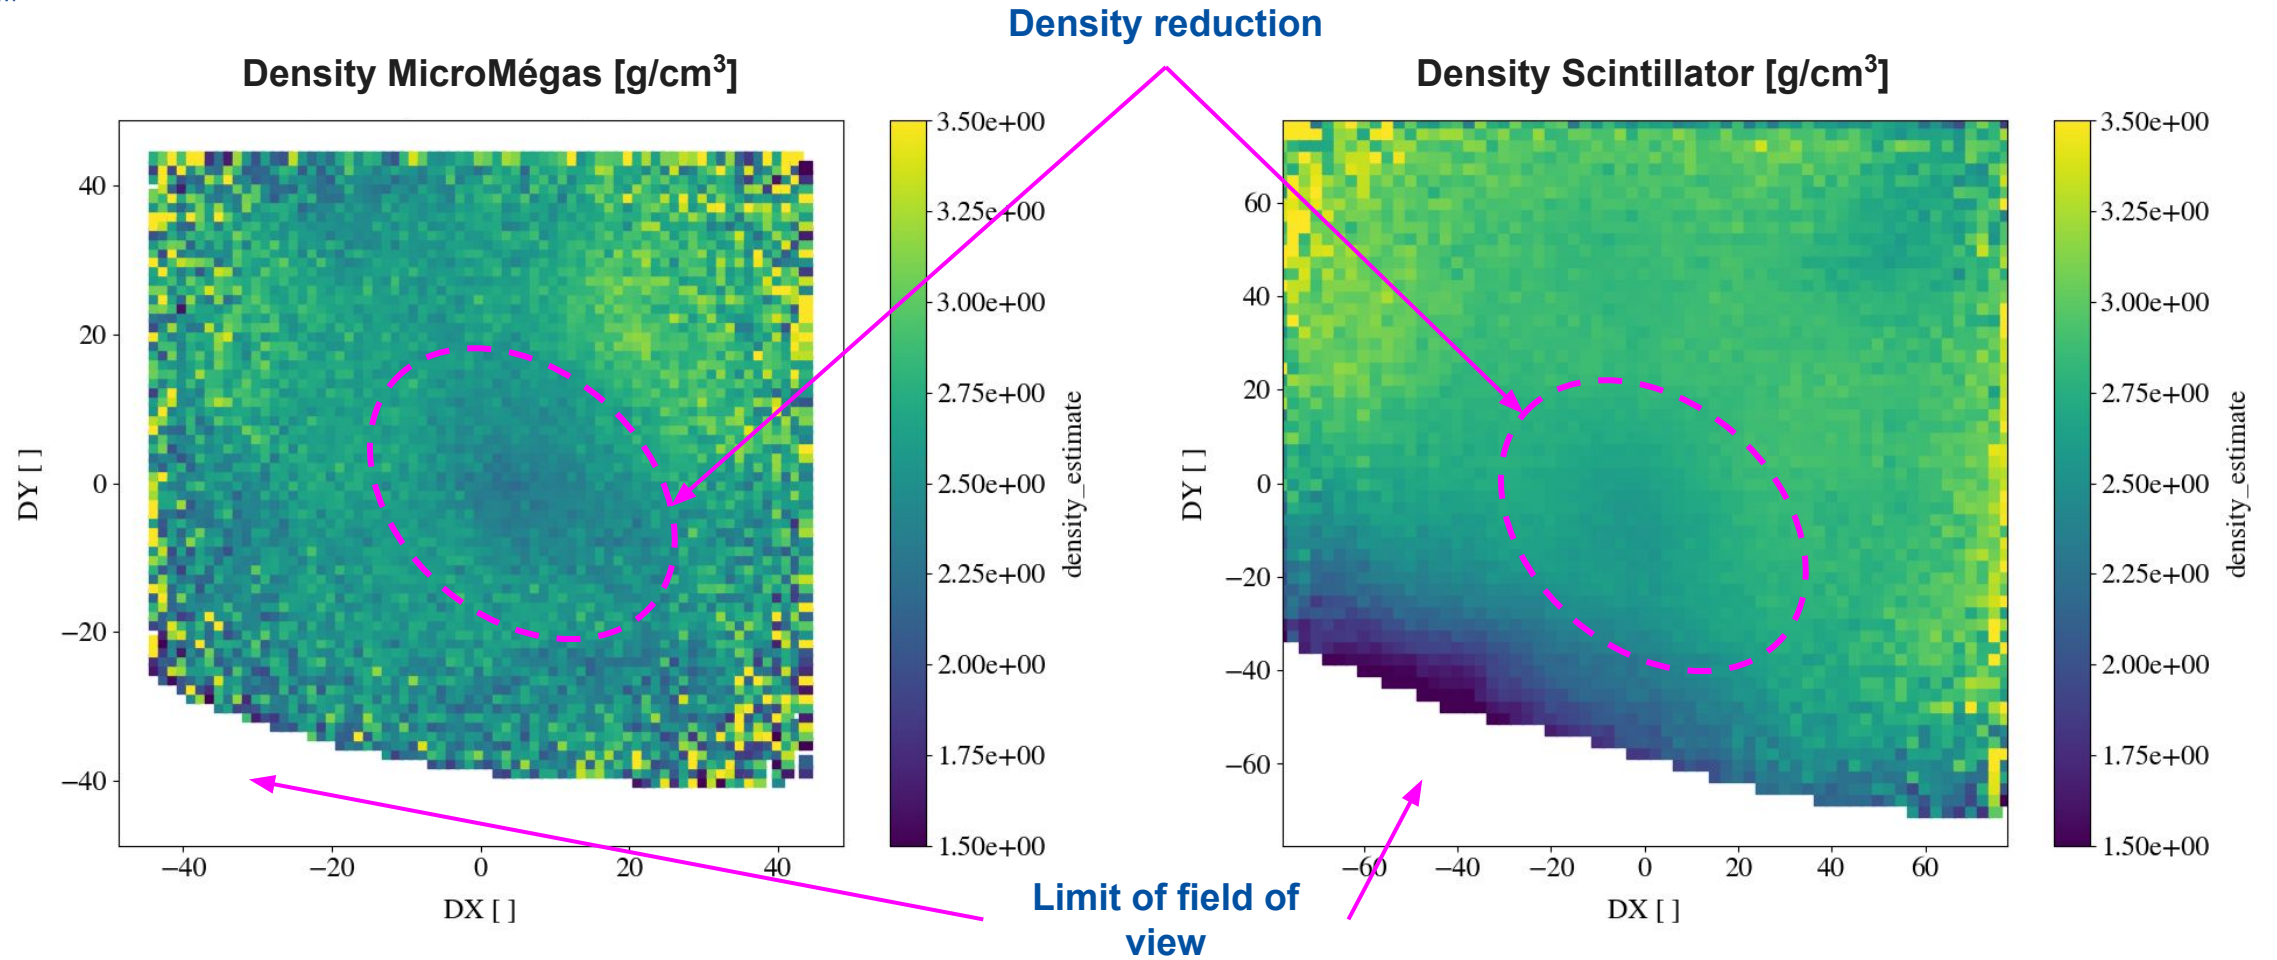 Density reduction
Density MicroMégas [g/cm³]
Density Scintillator [g/cm³]
40
20
0
−20
−40
DY [ ]
−40
−20
0
20
40
DX [ ]
3.50e+00
3.25e+00
3.00e+00
2.75e+00
2.50e+00
2.25e+00
2.00e+00
1.75e+00
1.50e+00
density_estimate
60
40
20
0
−20
−40
−60
DY [ ]
−60
−40
−20
0
20
40
60
DX [ ]
3.50e+00
3.25e+00
3.00e+00
2.75e+00
2.50e+00
2.25e+00
2.00e+00
1.75e+00
1.50e+00
density_estimate
Limit of field of
view